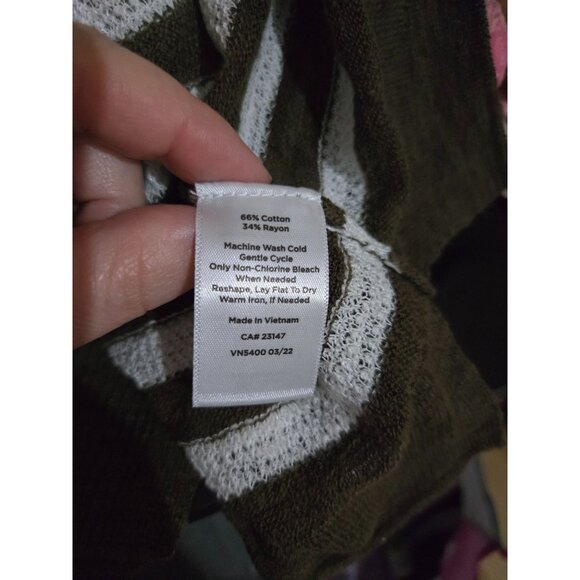 66% Cotton
34% Rayon
Machine Wash Cold
Gentle Cycle
Only Non-Chlorine Bleach
When Needed
Reshape, Lay Flat To Dry
Warm Iron, If Needed
Made in Vietnam
CA# 23147
VN5400 03/22